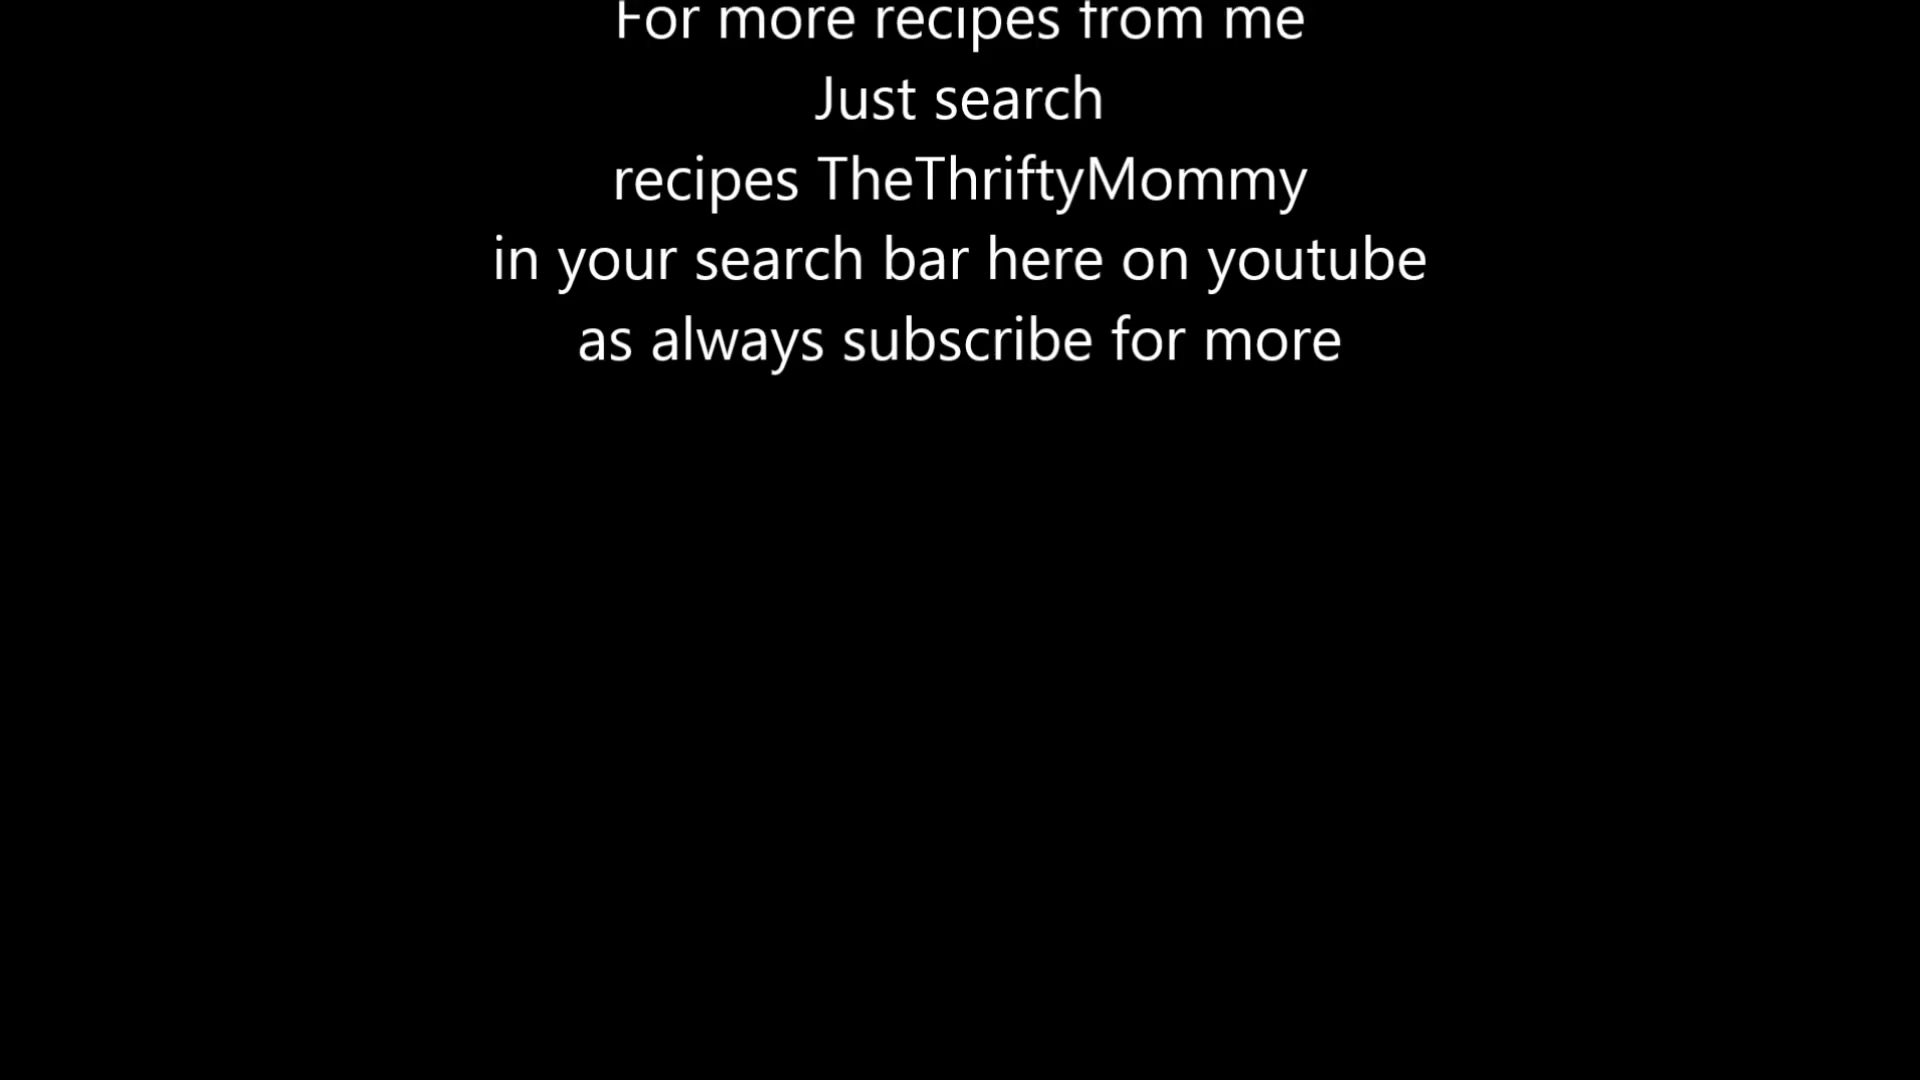 For more recipes from me
Just search
recipes TheThriftyMommy
in your search bar here on youtube
as always subscribe for more